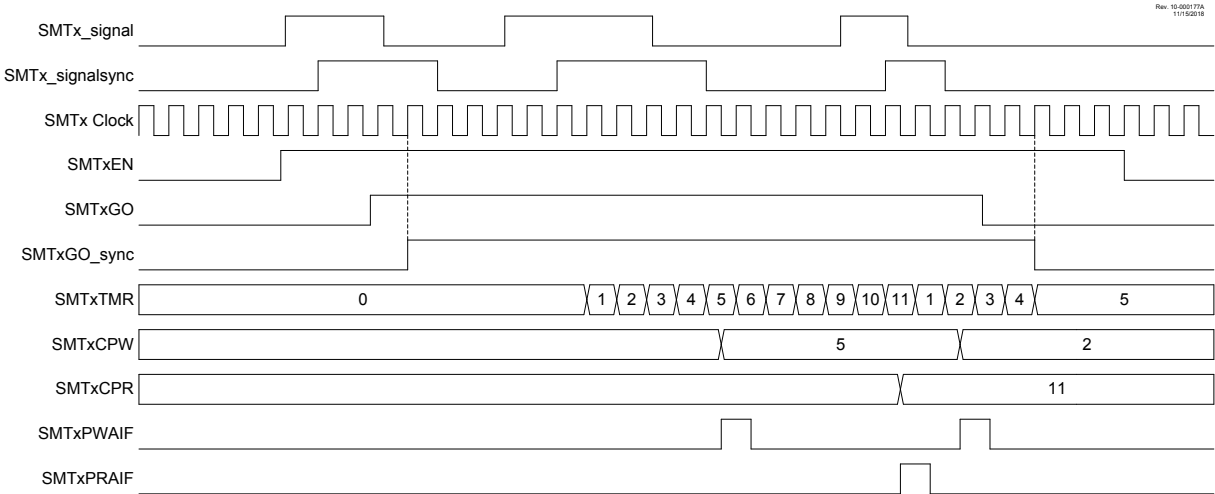 Rev. 10-000177A
11/15/2018
SMTx_signal
SMTx_signalsync
SMTx Clock
SMTxEN
SMTxGO
SMTxGO_sync
SMTxTMR 0 1 2 3 4 5 6 7 8 9 10 11 1 2 3 4 5
SMTxCPW 5 2
SMTxCPR 11
SMTxPWAIF
SMTxPRAIF